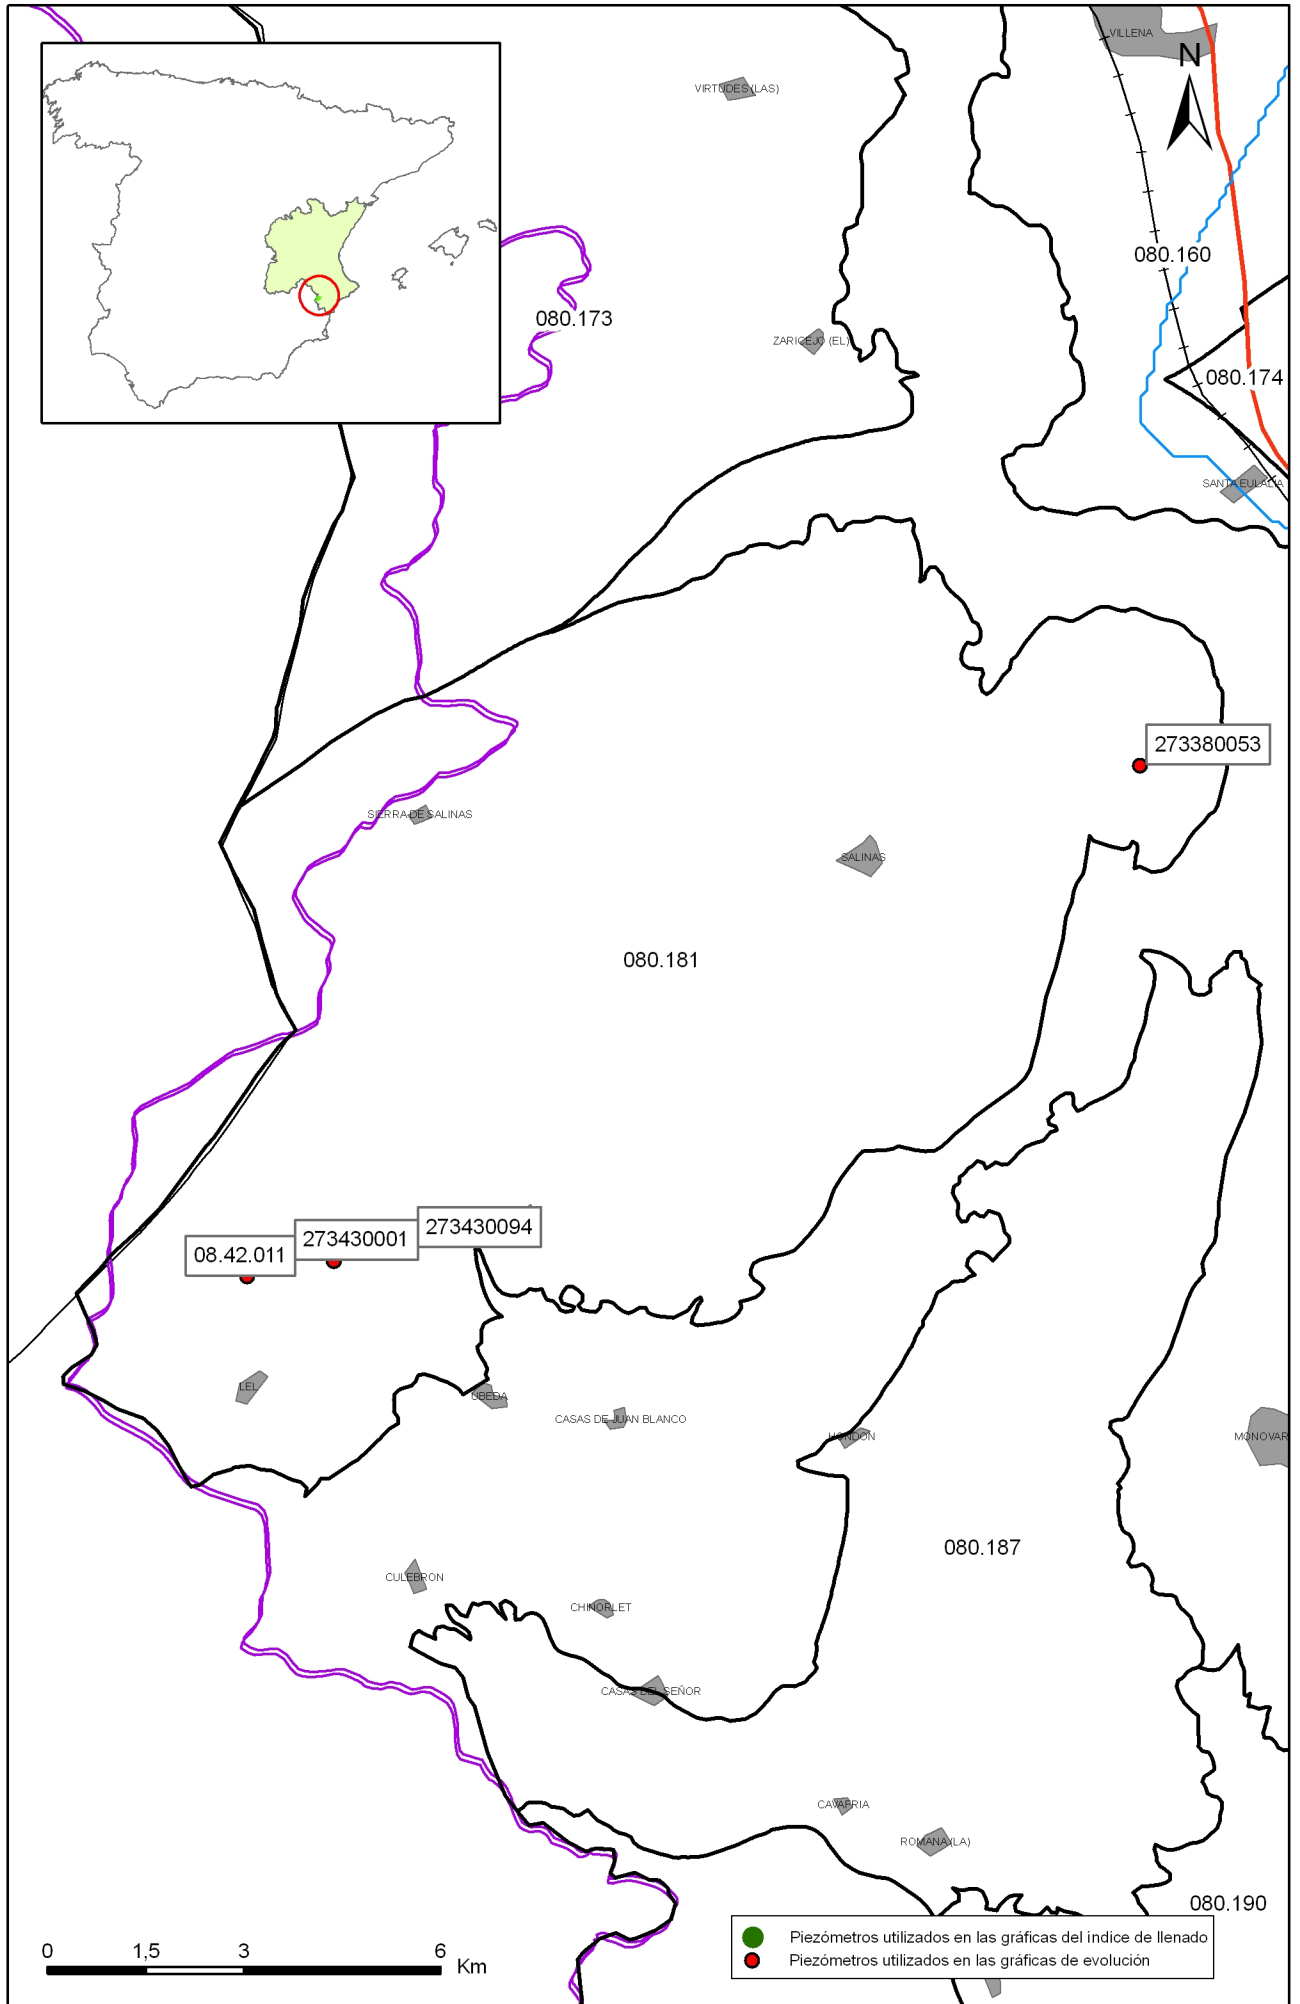 VILLENA
N
VIRTUDES (LAS)
080.160
080.173
ZARICEJO (EL)
080.174
SANTA EULALIA
273380053
SIERRA DE SALINAS
SALINAS
080.181
273430094
273430001
08.42.011
LEL
UBEDA
CASAS DE JUAN BLANCO
HONDON
MONOVAR
080.187
CULEBRON
CHINORLET
CASAS DEL SEÑOR
CAVAFRIA
ROMANA (LA)
080.190
0 1,5 3 6 Km
Piezómetros utilizados en las gráficas del índice de llenado
Piezómetros utilizados en las gráficas de evolución